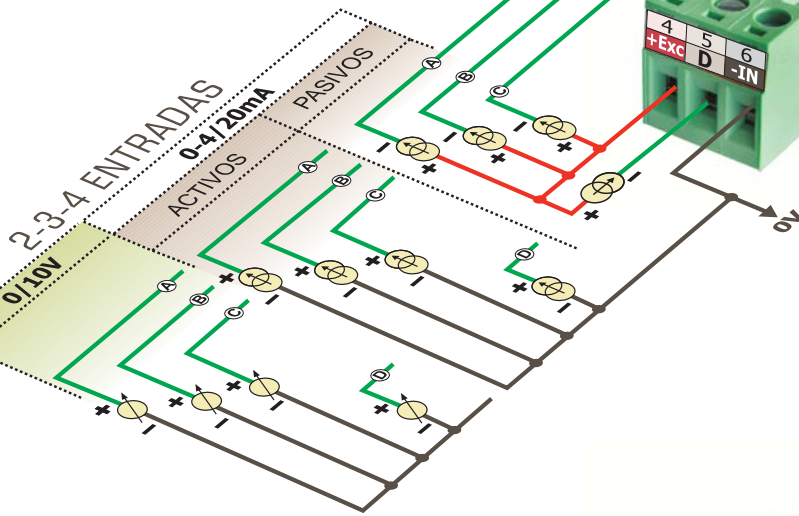 4 5 6
+Exc D -IN
2-3-4 ENTRADAS
0-4/20mA
PASIVOS
ACTIVOS
0/10V
A B C
- + - + - +
- +
A B C
+ - + - + -
D
+ -
A B C
+ - + - + -
D
+ -
0V